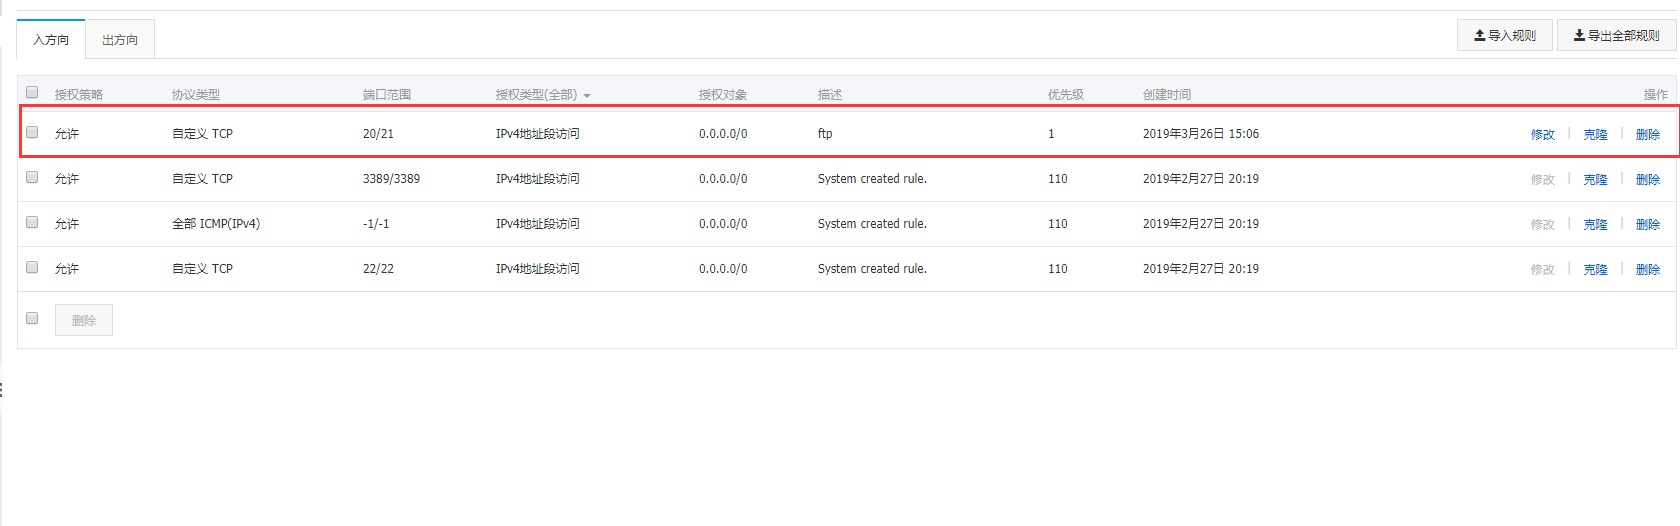 入方向 出方向 导入规则 导出全部规则
授权策略 协议类型 端口范围 授权类型(全部) 授权对象 描述 优先级 创建时间 操作
允许 自定义 TCP 20/21 IPv4地址段访问 0.0.0.0/0 ftp 1 2019年3月26日 15:06 修改 | 克隆 | 删除
允许 自定义 TCP 3389/3389 IPv4地址段访问 0.0.0.0/0 System created rule. 110 2019年2月27日 20:19 修改 | 克隆 | 删除
允许 全部 ICMP(IPv4) -1/-1 IPv4地址段访问 0.0.0.0/0 System created rule. 110 2019年2月27日 20:19 修改 | 克隆 | 删除
允许 自定义 TCP 22/22 IPv4地址段访问 0.0.0.0/0 System created rule. 110 2019年2月27日 20:19 修改 | 克隆 | 删除
删除